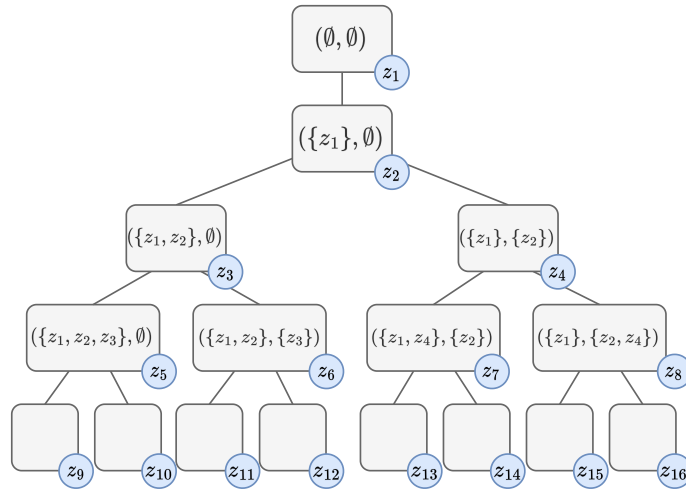 (∅, ∅)
z₁
({z₁}, ∅)
z₂
({z₁, z₂}, ∅)
z₃
({z₁}, {z₂})
z₄
({z₁, z₂, z₃}, ∅)
z₅
({z₁, z₂}, {z₃})
z₆
({z₁, z₄}, {z₂})
z₇
({z₁}, {z₂, z₄})
z₈
z₉
z₁₀
z₁₁
z₁₂
z₁₃
z₁₄
z₁₅
z₁₆